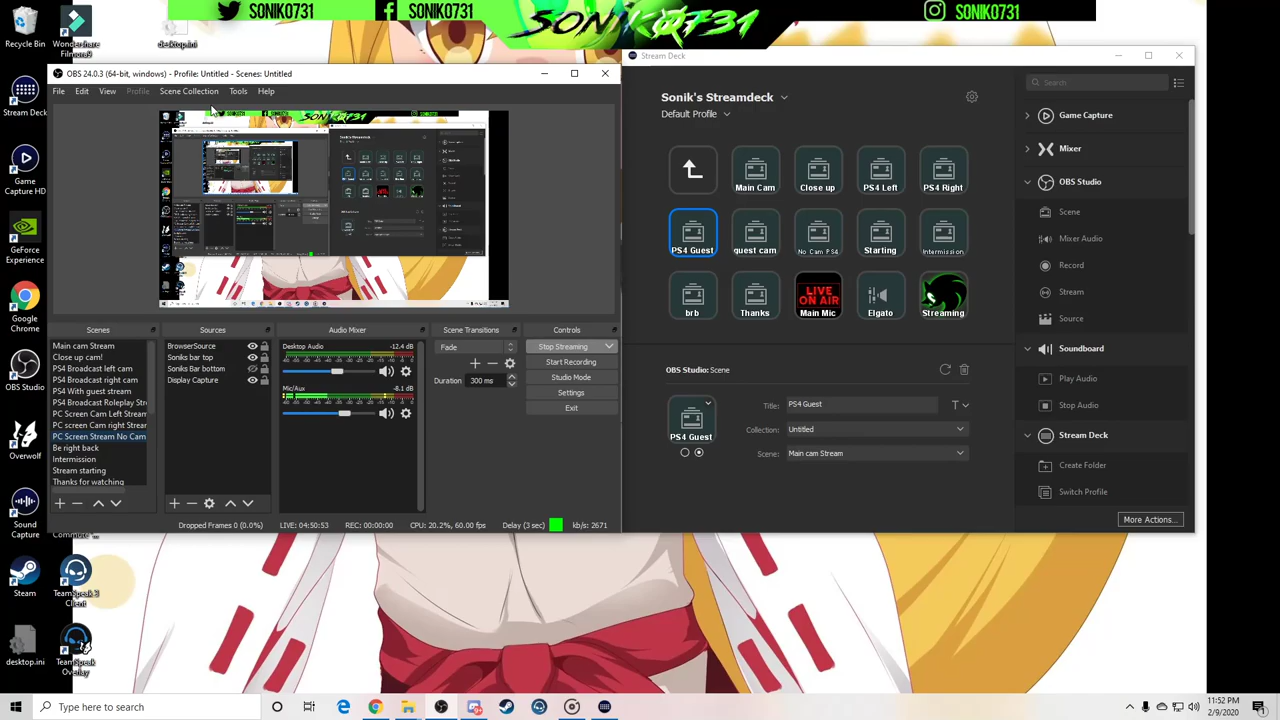 SONIK0731
SONIK0731
SONIK0731
SONIK0731
Recycle Bin
Wondershare
Filmora9
desktop.ini
Stream Deck
Game
Capture HD
GeForce
Experience
Google
Chrome
OBS Studio
Overwolf
Sound
Capture
Commute "...
Steam
TeamSpeak 3
Client
desktop.ini
TeamSpeak
Overlay
OBS 24.0.3 (64-bit, windows) - Profile: Untitled - Scenes: Untitled
File Edit View Profile Scene Collection Tools Help
Scenes
Main cam Stream
Close up cam!
PS4 Broadcast left cam
PS4 Broadcast right cam
PS4 With guest stream
PS4 Broadcast Roleplay Stre
PC Screen Cam Left Stream
PC screen Cam right Stream
PC Screen Stream No Cam
Be right back
Intermission
Stream starting
Thanks for watching
Sources
BrowserSource
Soniks bar top
Soniks Bar bottom
Display Capture
Audio Mixer
Desktop Audio -12.4 dB
Mic/Aux -8.1 dB
Scene Transitions
Fade
Duration 300 ms
Controls
Stop Streaming
Start Recording
Studio Mode
Settings
Exit
Dropped Frames 0 (0.0%) LIVE: 04:50:53 REC: 00:00:00 CPU: 20.2%, 60.00 fps Delay (3 sec) kb/s: 2671
Stream Deck
Sonik's Streamdeck
Default Profile
Main Cam Close up PS4 Left PS4 Right
PS4 Guest guest cam No Cam PS4 Starting Intermission
brb Thanks LIVE ON AIR Main Mic Elgato Streaming
OBS Studio: Scene
PS4 Guest
Title: PS4 Guest T
Collection: Untitled
Scene: Main cam Stream
Search
Game Capture
Mixer
OBS Studio
Scene
Mixer Audio
Record
Stream
Source
Soundboard
Play Audio
Stop Audio
Stream Deck
Create Folder
Switch Profile
More Actions...
Type here to search
11:52 PM
2/9/2020